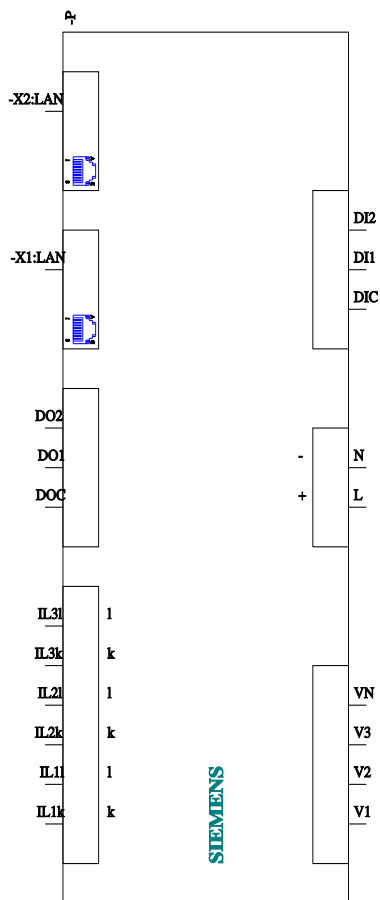 -P
-X2:LAN
-X1:LAN
DI2
DI1
DIC
DO2
DO1
DOC
- N
+ L
IL3l l
IL3k k
IL2l l
IL2k k
IL1l l
IL1k k
VN
V3
V2
V1
SIEMENS